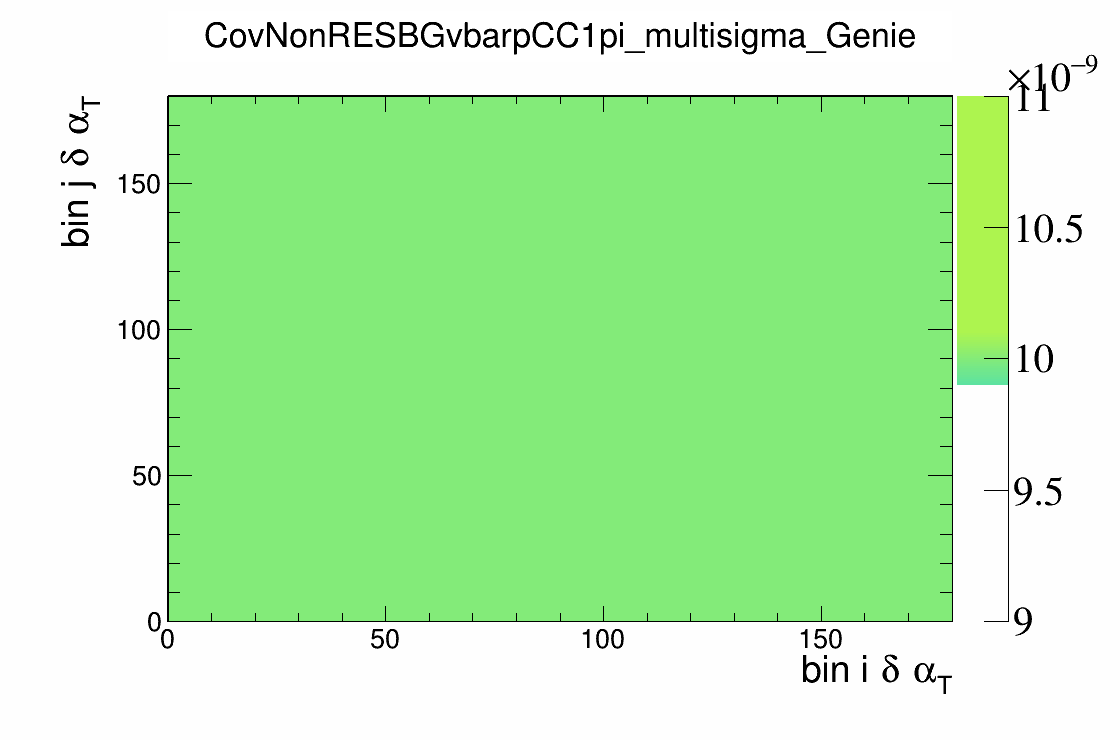 CovNonRESBGvbarpCC1pi_multisigma_Genie
×10⁻⁹
bin j δ α_T
150
100
50
0
0 50 100 150
bin i δ α_T
11
10.5
10
9.5
9